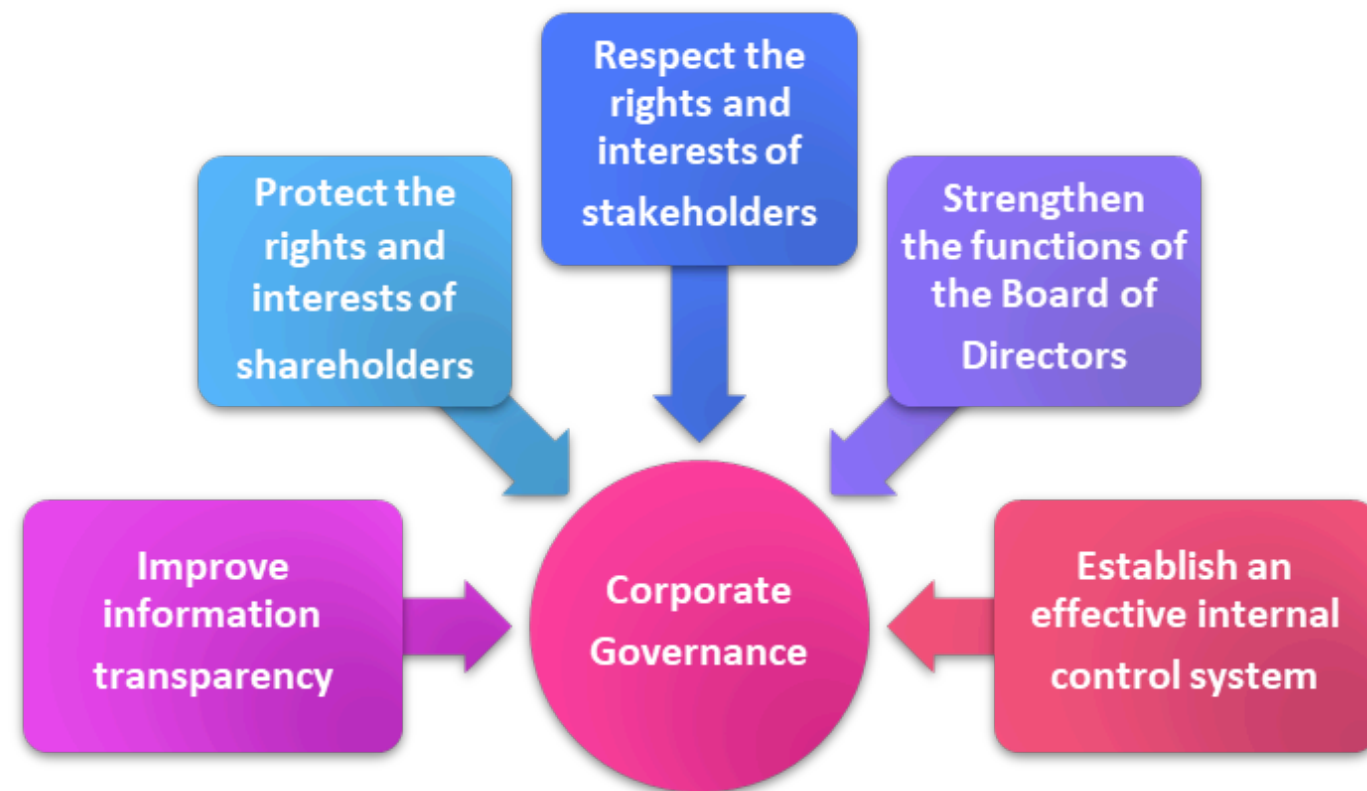 Respect the
rights and
interests of
stakeholders
Protect the
rights and
interests of
shareholders
Strengthen
the functions of
the Board of
Directors
Improve
information
transparency
Corporate
Governance
Establish an
effective internal
control system